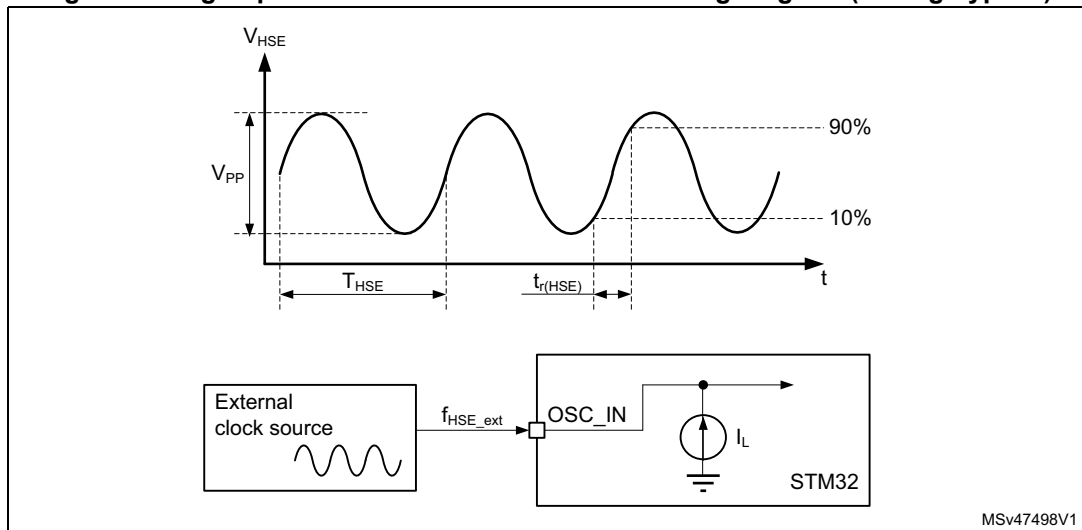 V_HSE
90%
V_PP
10%
t
T_HSE
t_r(HSE)
External
clock source
f_HSE_ext
OSC_IN
I_L
STM32
MSv47498V1